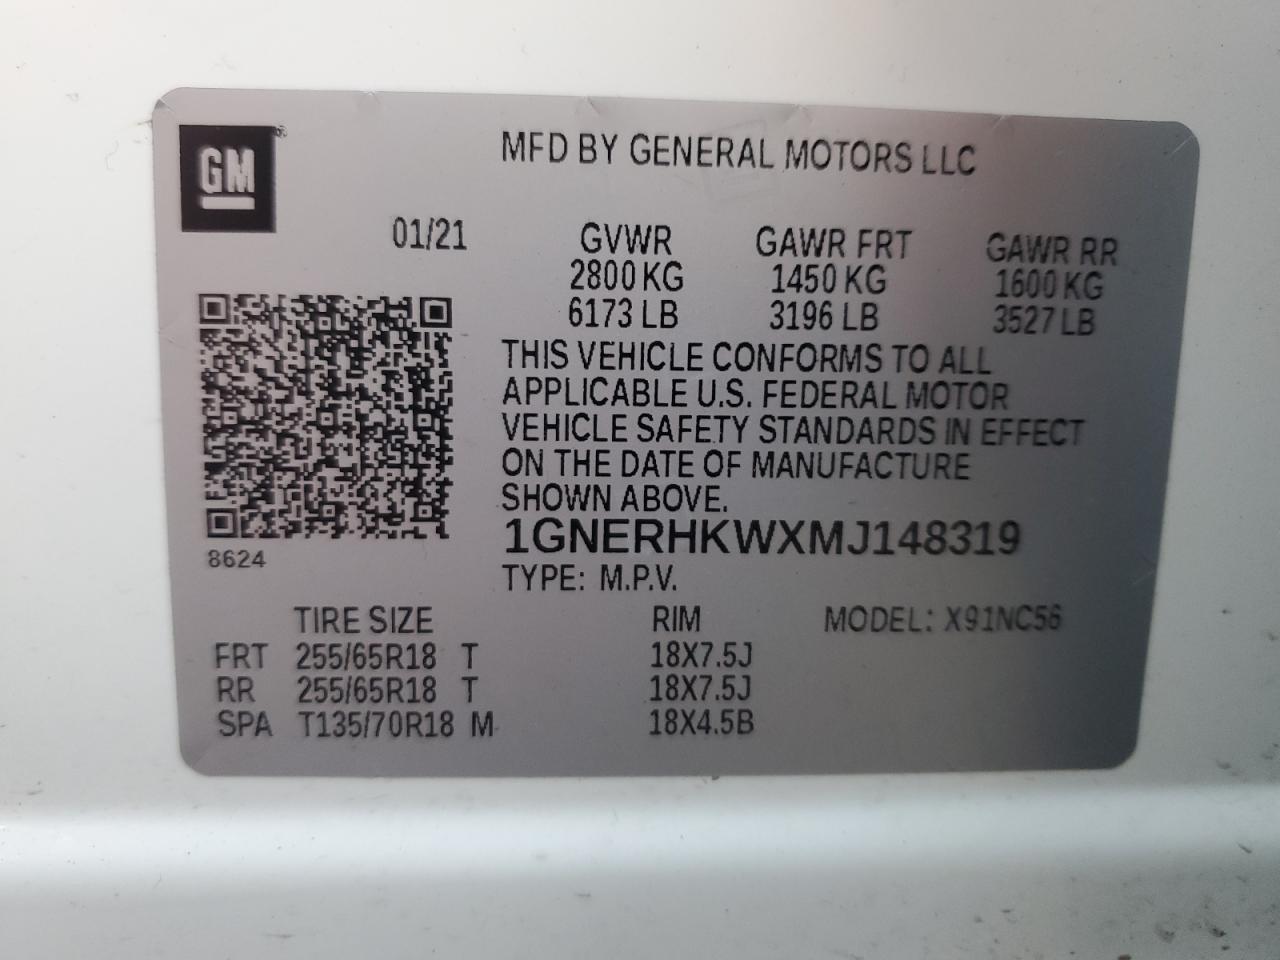 GM
MFD BY GENERAL MOTORS LLC
01/21 GVWR GAWR FRT GAWR RR
2800 KG 1450 KG 1600 KG
6173 LB 3196 LB 3527 LB
THIS VEHICLE CONFORMS TO ALL
APPLICABLE U.S. FEDERAL MOTOR
VEHICLE SAFETY STANDARDS IN EFFECT
ON THE DATE OF MANUFACTURE
SHOWN ABOVE.
1GNERHKWXMJ148319
8624
TYPE: M.P.V.
TIRE SIZE RIM MODEL: X91NC56
FRT 255/65R18 T 18X7.5J
RR 255/65R18 T 18X7.5J
SPA T135/70R18 M 18X4.5B